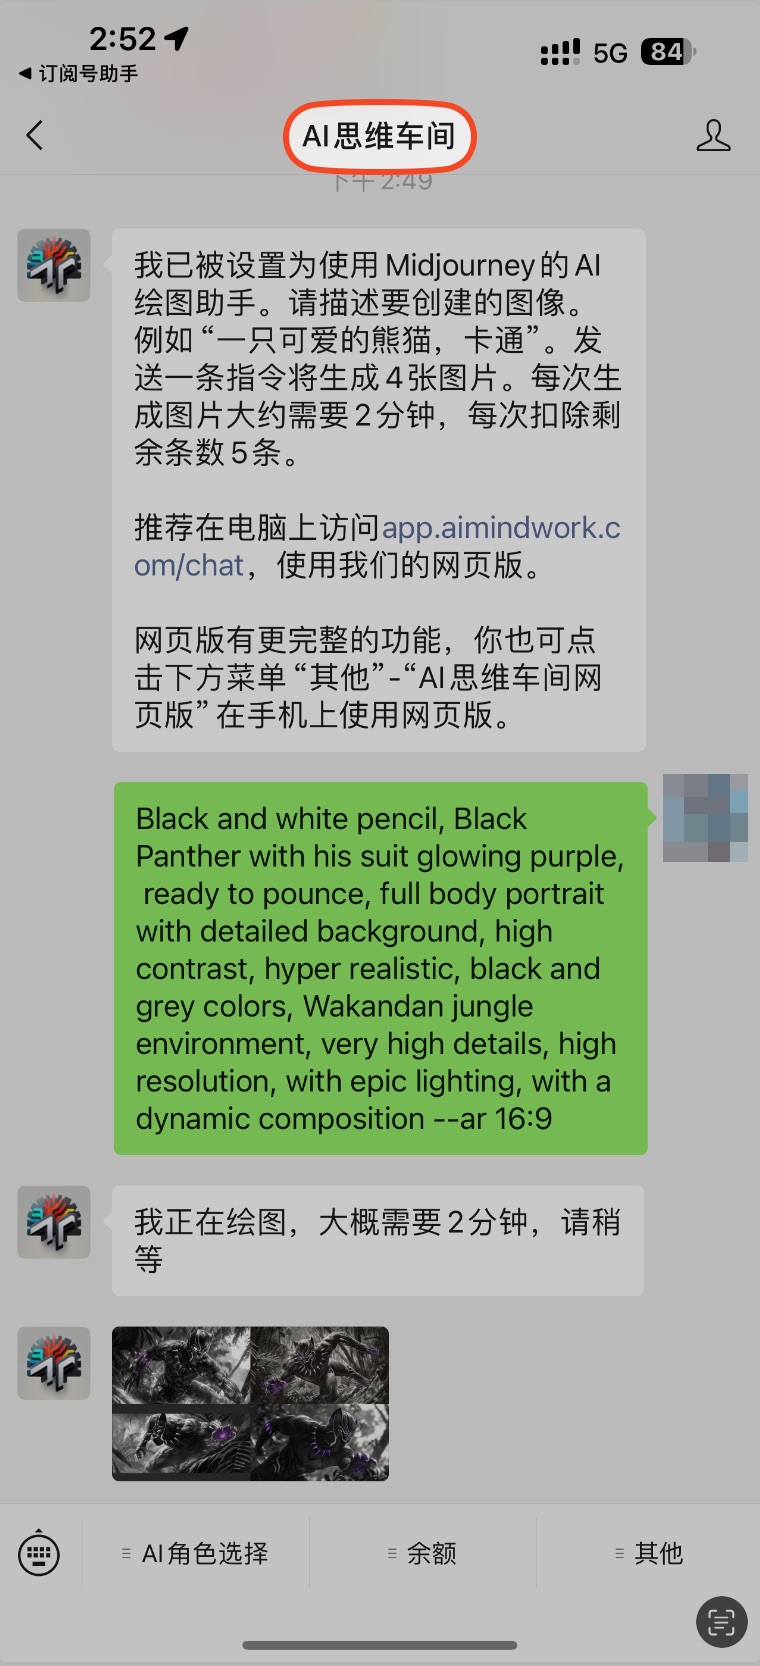 2:52
5G 84
◀ 订阅号助手
AI思维车间
下午 2:49
我已被设置为使用Midjourney的AI
绘图助手。请描述要创建的图像。
例如“一只可爱的熊猫，卡通”。发
送一条指令将生成4张图片。每次生
成图片大约需要2分钟，每次扣除剩
余条数5条。
推荐在电脑上访问app.aimindwork.c
om/chat，使用我们的网页版。
网页版有更完整的功能，你也可点
击下方菜单“其他”-“AI思维车间网
页版”在手机上使用网页版。
Black and white pencil, Black
Panther with his suit glowing purple,
ready to pounce, full body portrait
with detailed background, high
contrast, hyper realistic, black and
grey colors, Wakandan jungle
environment, very high details, high
resolution, with epic lighting, with a
dynamic composition --ar 16:9
我正在绘图，大概需要2分钟，请稍
等
AI角色选择
余额
其他